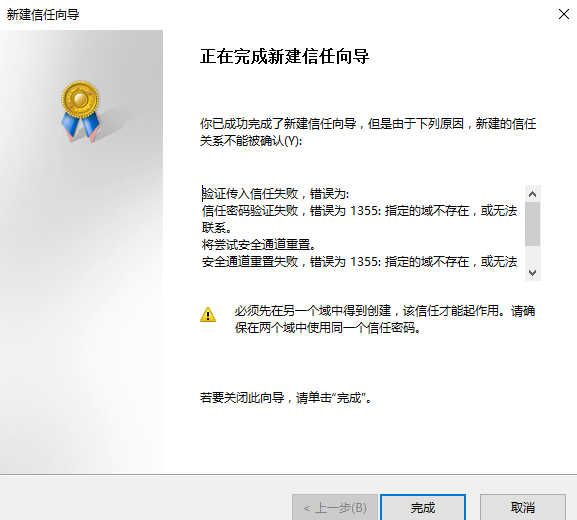 新建信任向导
正在完成新建信任向导
你已成功完成了新建信任向导，但是由于下列原因，新建的信任
关系不能被确认(Y):
验证传入信任失败，错误为:
信任密码验证失败，错误为 1355: 指定的域不存在，或无法
联系。
将尝试安全通道重置。
安全通道重置失败，错误为 1355: 指定的域不存在，或无法
必须先在另一个域中得到创建，该信任才能起作用。请确
保在两个域中使用同一个信任密码。
若要关闭此向导，请单击“完成”。
< 上一步(B)
完成
取消